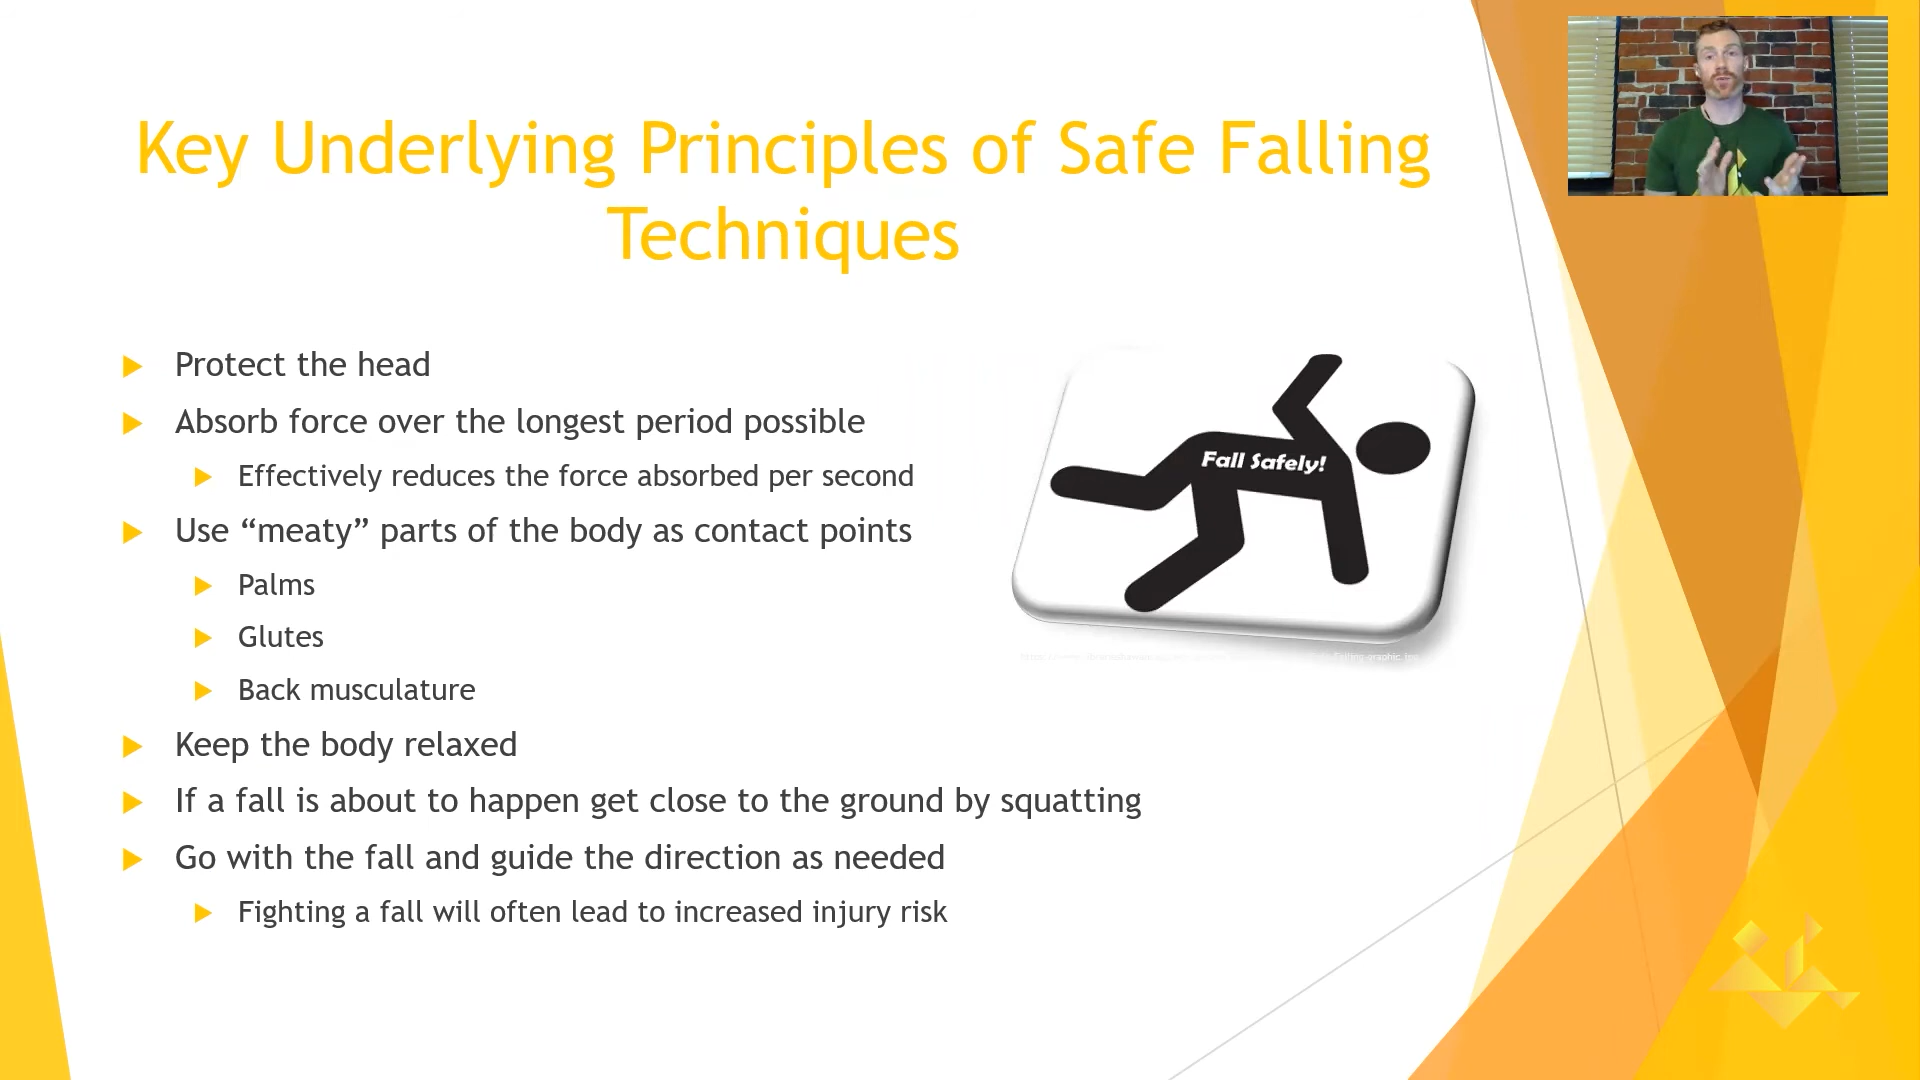 Key Underlying Principles of Safe Falling
Techniques
Protect the head
Absorb force over the longest period possible
Effectively reduces the force absorbed per second
Use “meaty” parts of the body as contact points
Palms
Glutes
Back musculature
Keep the body relaxed
If a fall is about to happen get close to the ground by squatting
Go with the fall and guide the direction as needed
Fighting a fall will often lead to increased injury risk
Fall Safely!